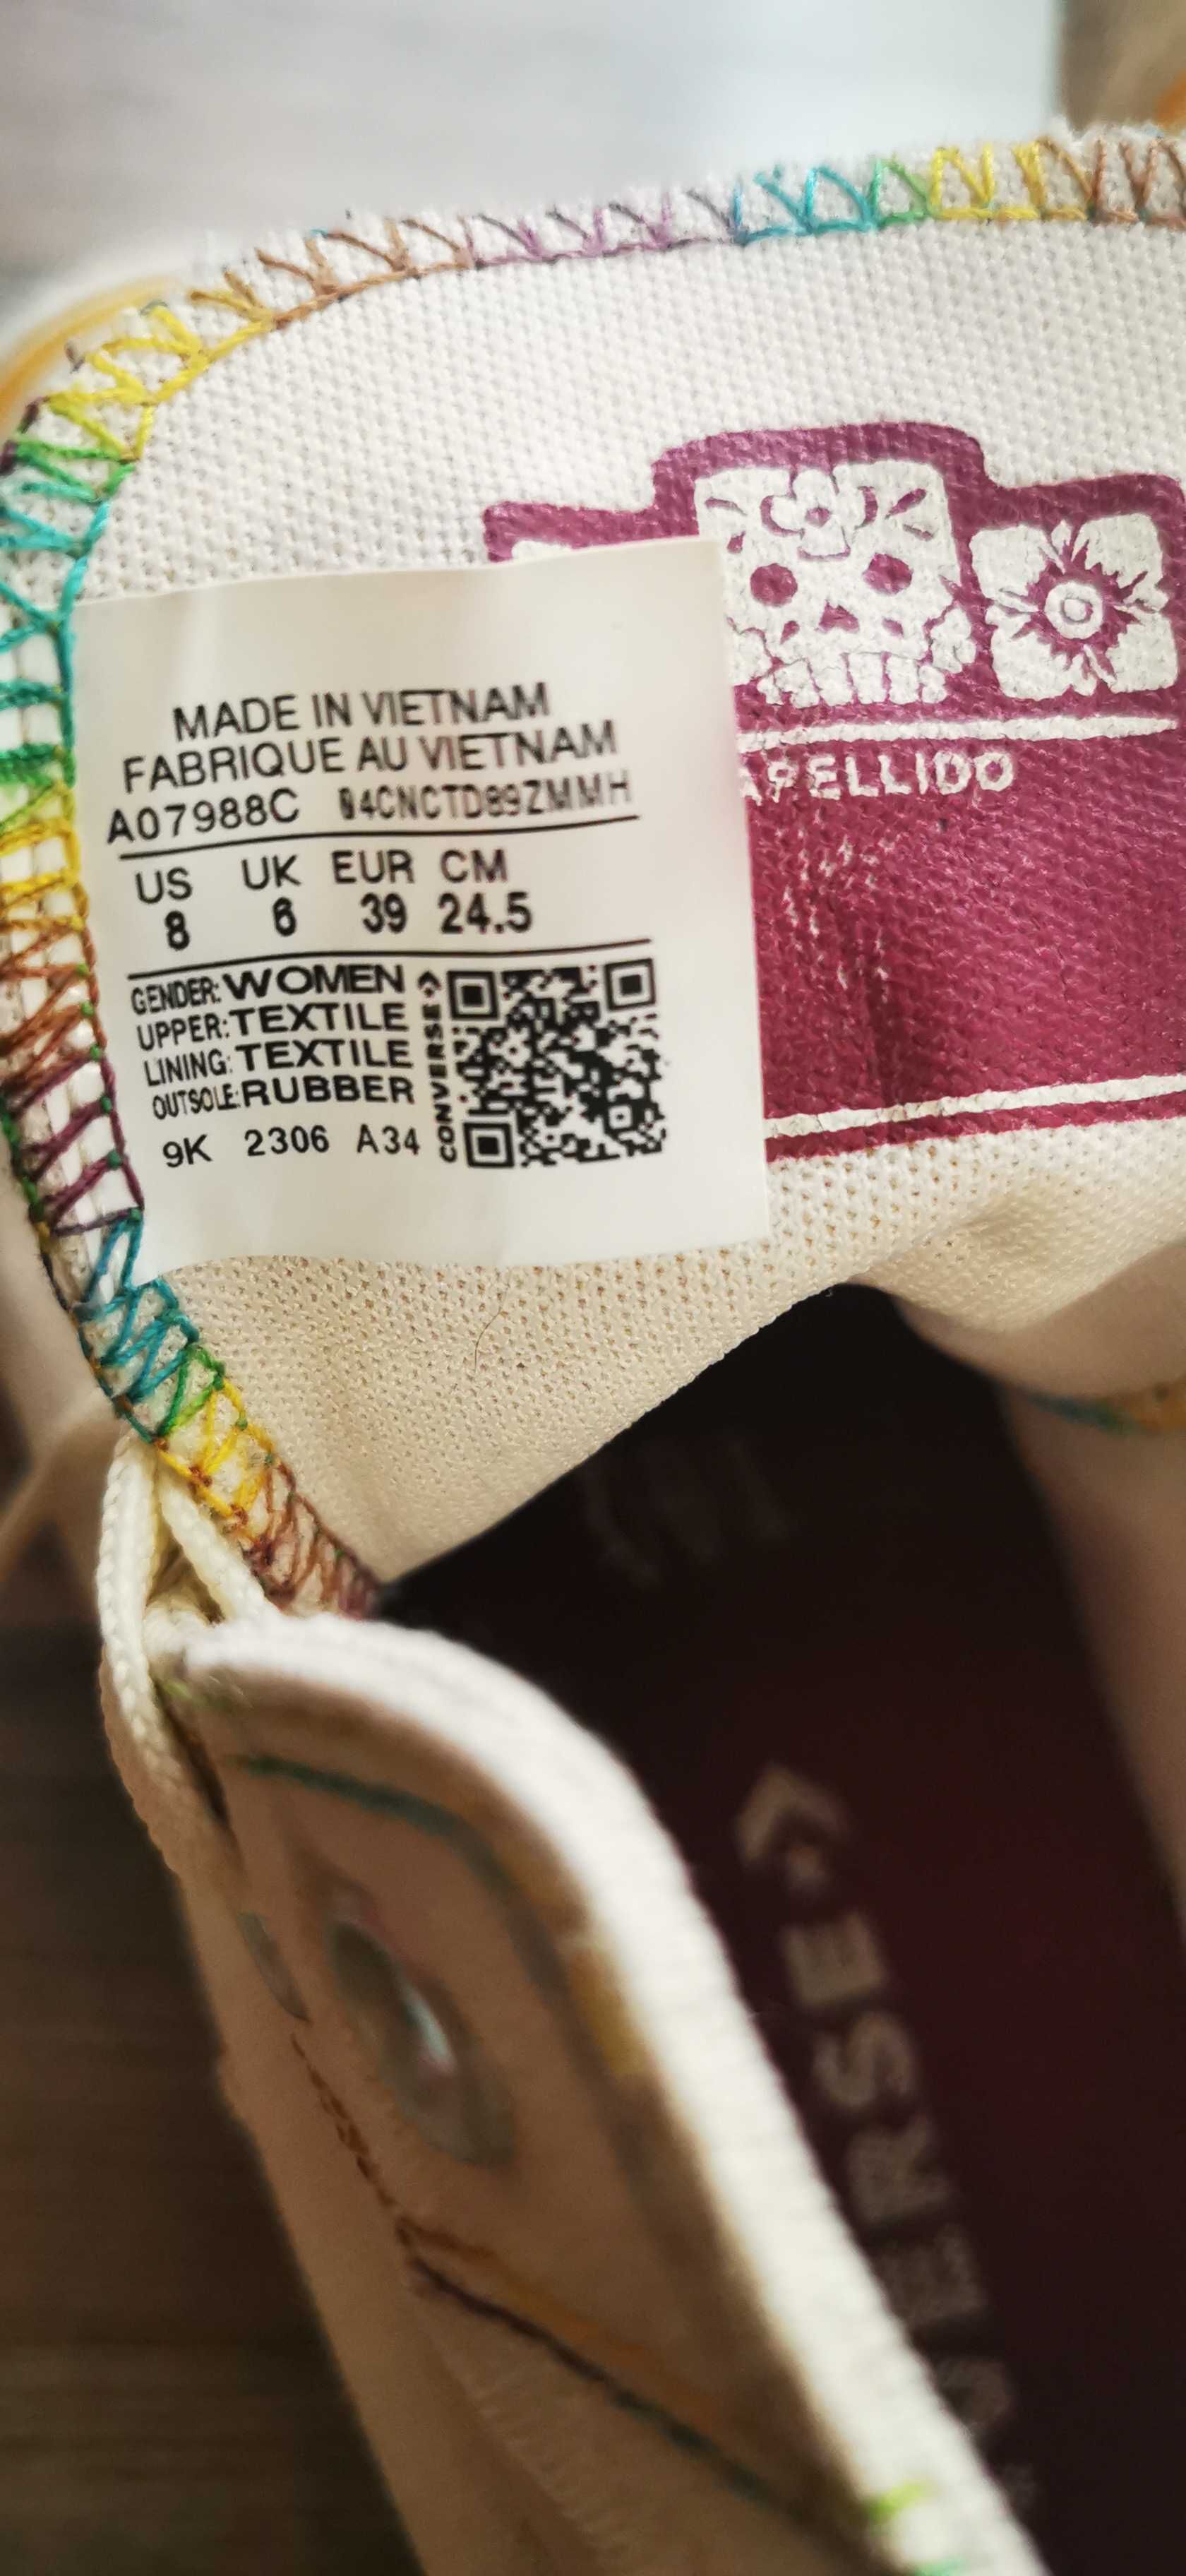 MADE IN VIETNAM
FABRIQUE AU VIETNAM
A07988C 04CNCTD89ZMMH
US UK EUR CM
8 6 39 24.5
GENDER: WOMEN
UPPER: TEXTILE
LINING: TEXTILE
OUTSOLE: RUBBER
9K 2306 A34
CONVERSE
APELLIDO